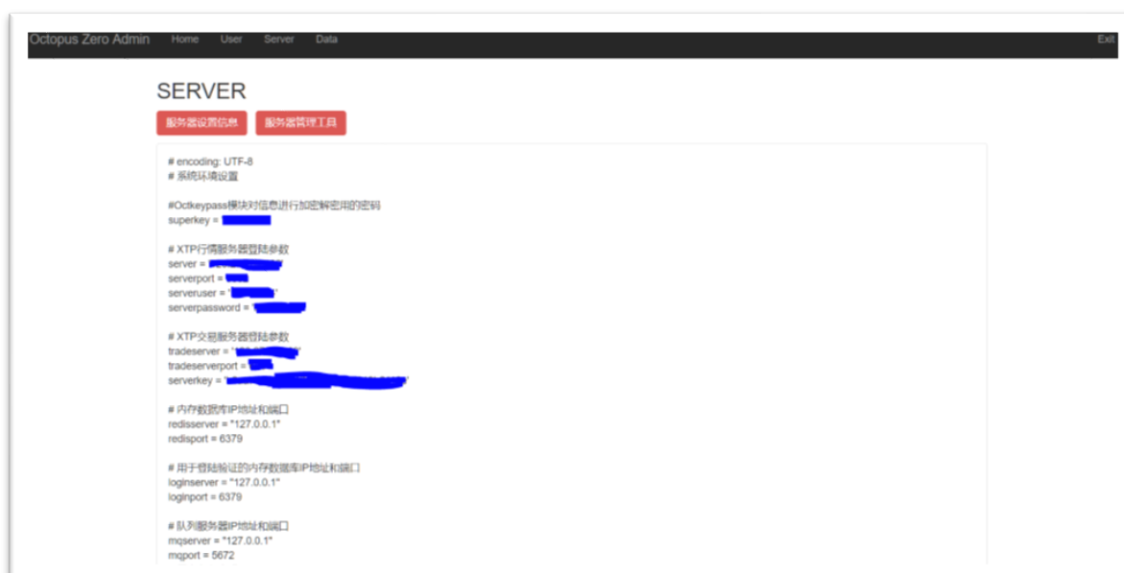 Octopus Zero Admin Home User Server Data Exit
SERVER
服务器设置信息 服务器管理工具
# encoding: UTF-8
# 系统环境设置
#Octkeypass模块对信息进行加密解密用的密码
superkey =
# XTP行情服务器登陆参数
server =
serverport =
serveruser = "
serverpassword =
# XTP交易服务器登陆参数
tradeserver =
tradeserverport =
serverkey =
# 内存数据库IP地址和端口
redisserver = "127.0.0.1"
redisport = 6379
# 用于登陆验证的内存数据库IP地址和端口
loginserver = "127.0.0.1"
loginport = 6379
# 队列服务器IP地址和端口
mqserver = "127.0.0.1"
mqport = 5672